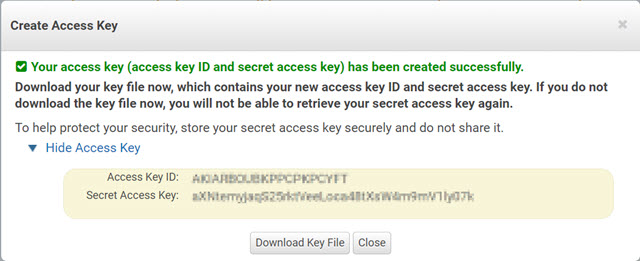 Create Access Key
Your access key (access key ID and secret access key) has been created successfully.
Download your key file now, which contains your new access key ID and secret access key. If you do not
download the key file now, you will not be able to retrieve your secret access key again.
To help protect your security, store your secret access key securely and do not share it.
Hide Access Key
Access Key ID:
Secret Access Key:
Download Key File Close